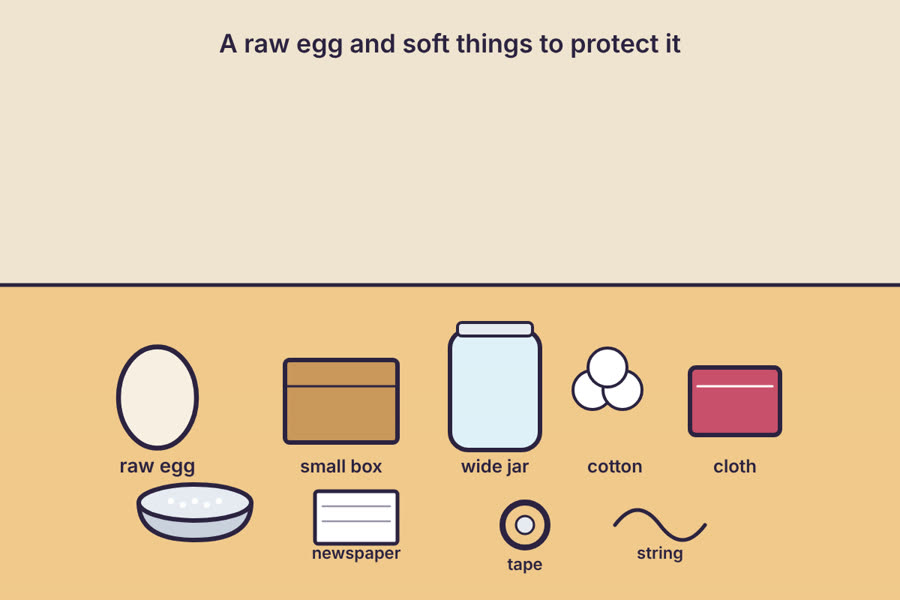 A raw egg and soft things to protect it
raw egg
small box
wide jar
cotton
cloth
newspaper
tape
string